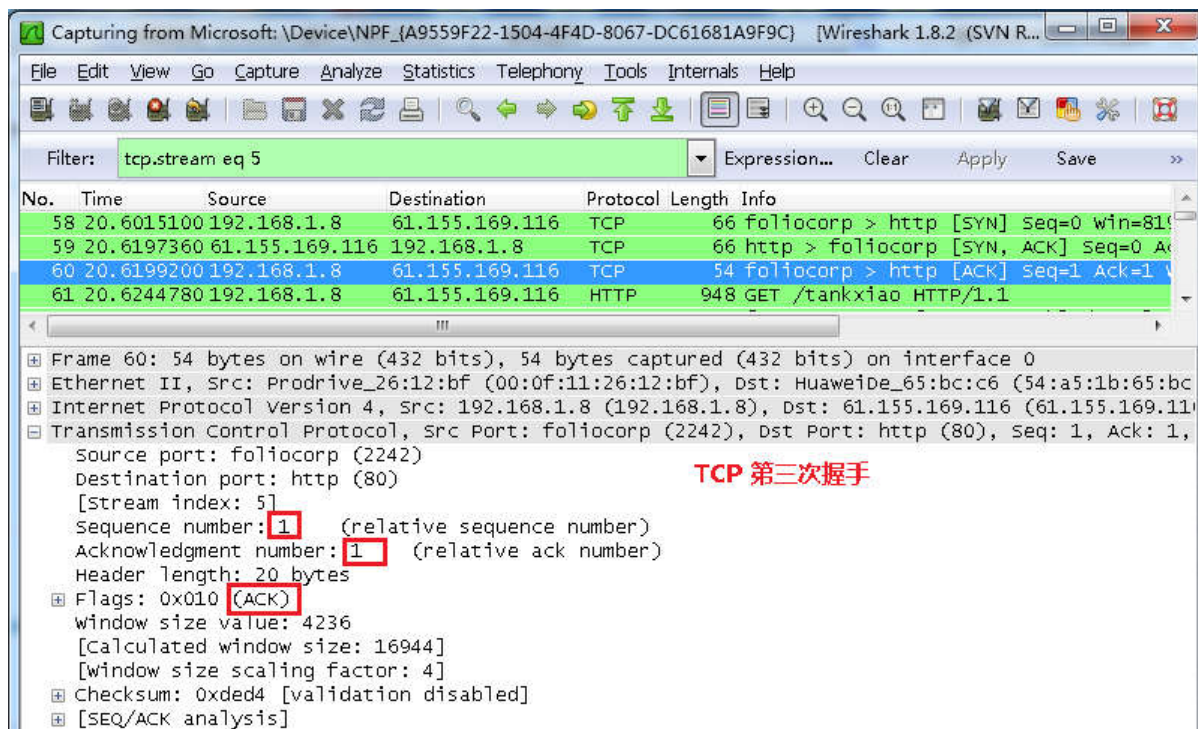 Capturing from Microsoft: \Device\NPF_{A9559F22-1504-4F4D-8067-DC61681A9F9C} [Wireshark 1.8.2 (SVN R...
File Edit View Go Capture Analyze Statistics Telephony Tools Internals Help
Filter: tcp.stream eq 5 Expression... Clear Apply Save »
No. Time Source Destination Protocol Length Info
58 20.6015100 192.168.1.8 61.155.169.116 TCP 66 foliocorp > http [SYN] Seq=0 Win=819
59 20.6197360 61.155.169.116 192.168.1.8 TCP 66 http > foliocorp [SYN, ACK] Seq=0 A
60 20.6199200 192.168.1.8 61.155.169.116 TCP 54 foliocorp > http [ACK] Seq=1 Ack=1
61 20.6244780 192.168.1.8 61.155.169.116 HTTP 948 GET /tankxiao HTTP/1.1
Frame 60: 54 bytes on wire (432 bits), 54 bytes captured (432 bits) on interface 0
Ethernet II, Src: Prodrive_26:12:bf (00:0f:11:26:12:bf), Dst: HuaweiDe_65:bc:c6 (54:a5:1b:65:bc
Internet Protocol Version 4, Src: 192.168.1.8 (192.168.1.8), Dst: 61.155.169.116 (61.155.169.11
Transmission Control Protocol, Src Port: foliocorp (2242), Dst Port: http (80), Seq: 1, Ack: 1,
Source port: foliocorp (2242)
Destination port: http (80)
TCP 第三次握手
[Stream index: 5]
Sequence number: 1 (relative sequence number)
Acknowledgment number: 1 (relative ack number)
Header length: 20 bytes
Flags: 0x010 (ACK)
Window size value: 4236
[Calculated window size: 16944]
[Window size scaling factor: 4]
Checksum: 0xded4 [validation disabled]
[SEQ/ACK analysis]